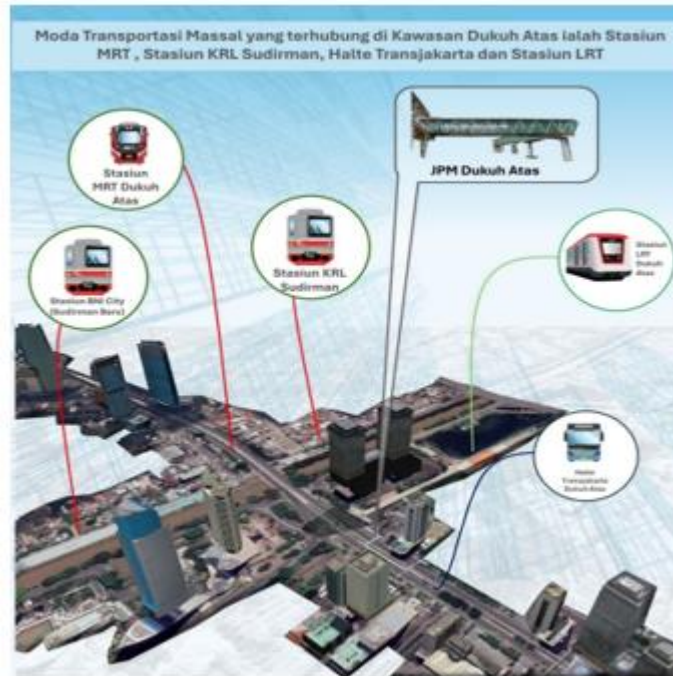 Moda Transportasi Massal yang terhubung di Kawasan Dukuh Atas ialah Stasiun
MRT , Stasiun KRL Sudirman, Halte Transjakarta dan Stasiun LRT
Stasiun
MRT Dukuh
Atas
JPM Dukuh Atas
Stasiun KRL
Sudirman
Stasiun
LRT
Dukuh
Atas
Stasiun BNI City
(Sudirman Baru)
Halte
Transjakarta
Dukuh Atas